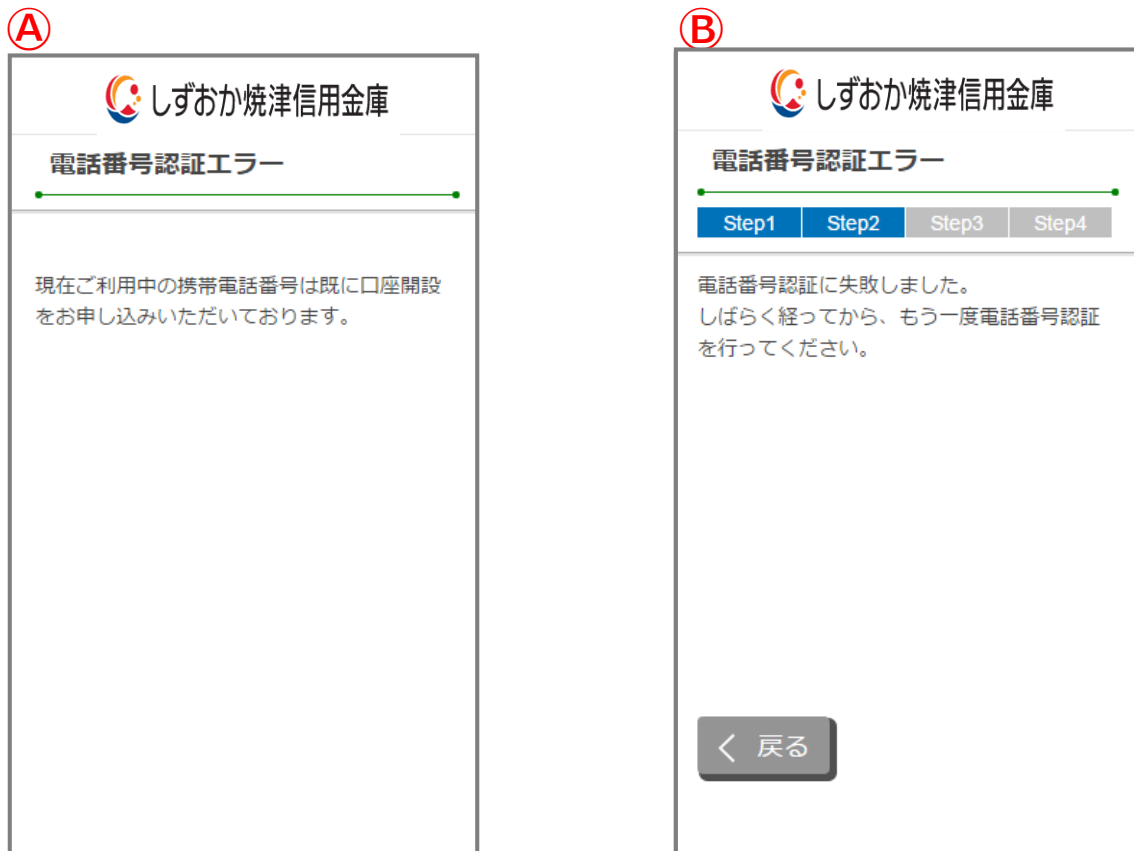 Ⓐ
しずおか焼津信用金庫
電話番号認証エラー
現在ご利用中の携帯電話番号は既に口座開設
をお申し込みいただいております。
Ⓑ
しずおか焼津信用金庫
電話番号認証エラー
Step1 Step2 Step3 Step4
電話番号認証に失敗しました。
しばらく経ってから、もう一度電話番号認証
を行ってください。
戻る